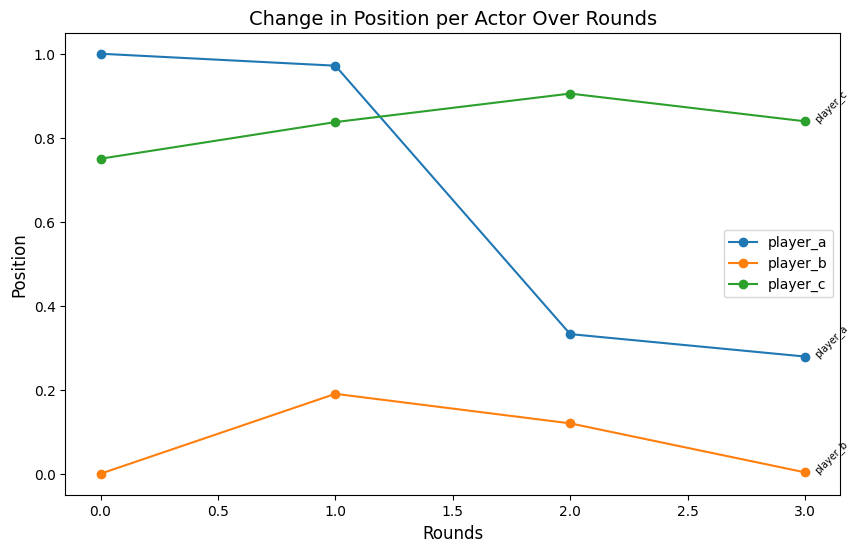 Change in Position per Actor Over Rounds
1.0
0.8
0.6
0.4
0.2
0.0
Position
player_c
player_a
player_b
player_c
player_a
player_b
0.0 0.5 1.0 1.5 2.0 2.5 3.0
Rounds